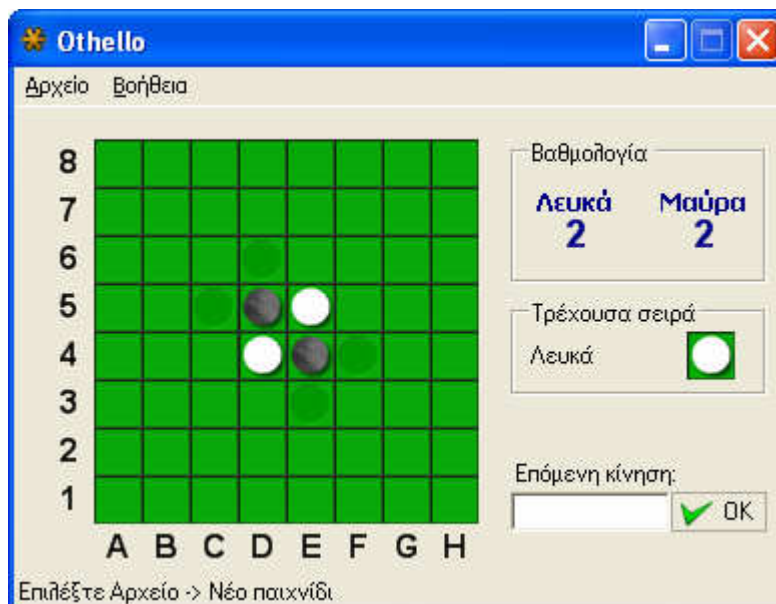 Othello
Αρχείο Βοήθεια
8
7
6
5
4
3
2
1
A B C D E F G H
Βαθμολογία
Λευκά Μαύρα
2 2
Τρέχουσα σειρά
Λευκά
Επόμενη κίνηση:
OK
Επιλέξτε Αρχείο -> Νέο παιχνίδι